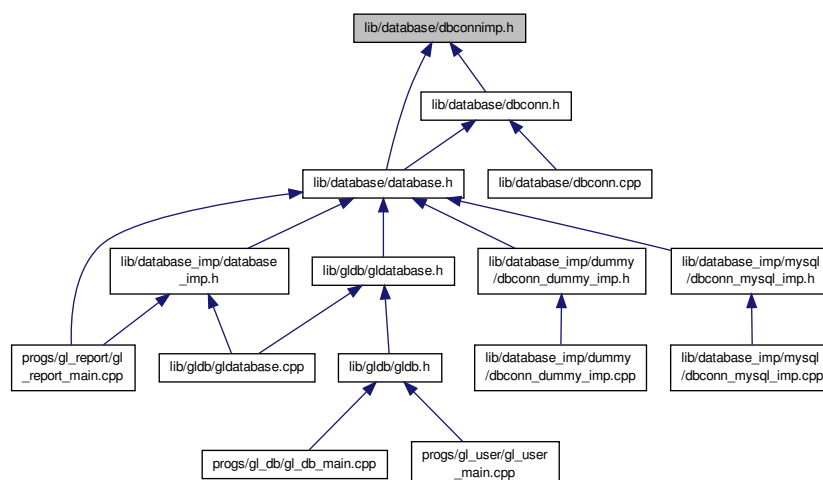 lib/database/dbconnimp.h
lib/database/dbconn.h
lib/database/database.h
lib/database/dbconn.cpp
lib/database_imp/database
_imp.h
lib/gldb/gldatabase.h
lib/database_imp/dummy
/dbconn_dummy_imp.h
lib/database_imp/mysql
/dbconn_mysql_imp.h
progs/gl_report/gl
_report_main.cpp
lib/gldb/gldatabase.cpp
lib/gldb/gldb.h
lib/database_imp/dummy
/dbconn_dummy_imp.cpp
lib/database_imp/mysql
/dbconn_mysql_imp.cpp
progs/gl_db/gl_db_main.cpp
progs/gl_user/gl_user
_main.cpp